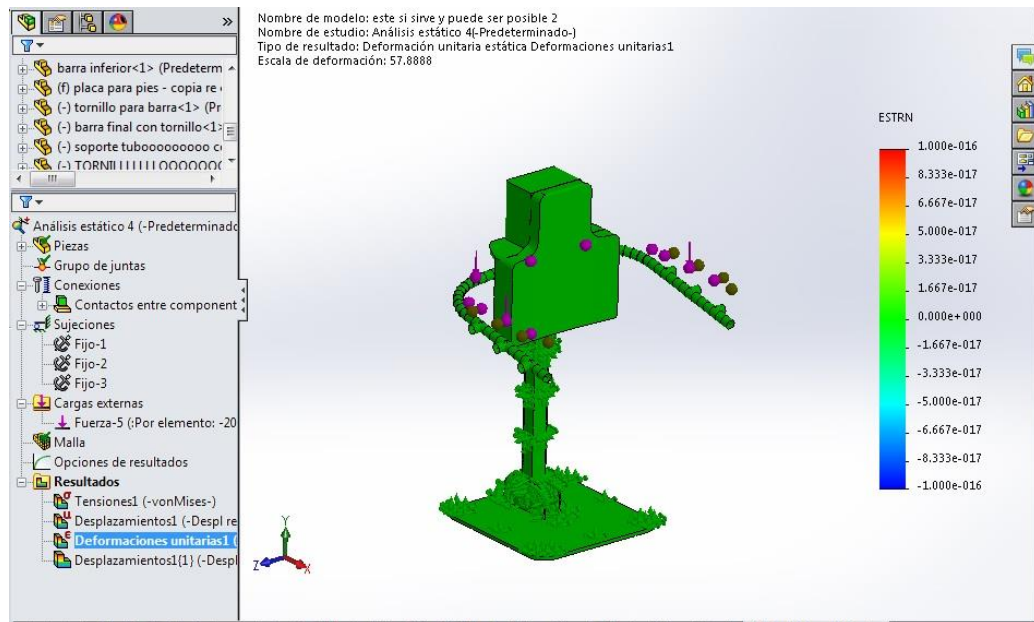 Nombre de modelo: este si sirve y puede ser posible 2
Nombre de estudio: Análisis estático 4(-Predeterminado-)
Tipo de resultado: Deformación unitaria estática Deformaciones unitarias1
Escala de deformación: 57.8888
barra inferior<1> (Predeterm
(f) placa para pies - copia re
(-) tornillo para barra<1> (Pr
(-) barra final con tornillo<1>
(-) soporte
Análisis estático 4 (-Predeterminado
Piezas
Grupo de juntas
Conexiones
Contactos entre component
Sujeciones
Fijo-1
Fijo-2
Fijo-3
Cargas externas
Fuerza-5 (:Por elemento: -20
Malla
Opciones de resultados
Resultados
Tensiones1 (-vonMises-)
Desplazamientos1 (-Despl re
Deformaciones unitarias1 (
Desplazamientos1{1} (-Despl
ESTRN
1.000e-016
8.333e-017
6.667e-017
5.000e-017
3.333e-017
1.667e-017
0.000e+000
-1.667e-017
-3.333e-017
-5.000e-017
-6.667e-017
-8.333e-017
-1.000e-016
Y
Z
X